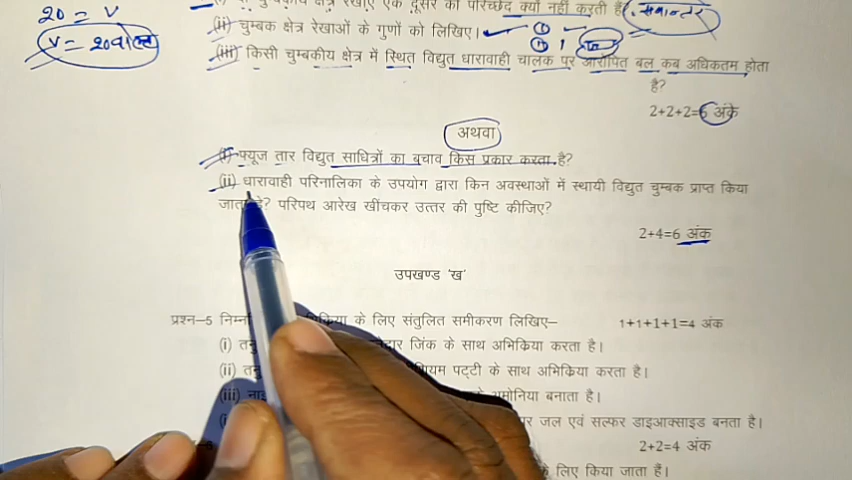 20 = V
V = 20 वोल्ट
चुम्बकीय क्षेत्र रेखाएं एक दूसरे को परिच्छेद क्यों नहीं करती हैं
(ii) चुम्बक क्षेत्र रेखाओं के गुणों को लिखिए।
(iii) किसी चुम्बकीय क्षेत्र में स्थित विद्युत धारावाही चालक पर आरोपित बल कब अधिकतम होता
है?
2+2+2=6 अंक
अथवा
(i) फ्यूज तार विद्युत साधित्रों का बचाव किस प्रकार करता है?
(ii) धारावाही परिनालिका के उपयोग द्वारा किन अवस्थाओं में स्थायी विद्युत चुम्बक प्राप्त किया
जाता है? परिपथ आरेख खींचकर उत्तर की पुष्टि कीजिए?
2+4=6 अंक
उपखण्ड 'ख'
प्रश्न–5 के लिए संतुलित समीकरण लिखिए–
1+1+1+1=4 अंक
(i) जिंक के साथ अभिक्रिया करता है।
(ii) पट्टी के साथ अभिक्रिया करता है।
(iii) अमोनिया बनाता है।
पर जल एवं सल्फर डाइआक्साइड बनता है।
2+2=4 अंक
के लिए किया जाता है।